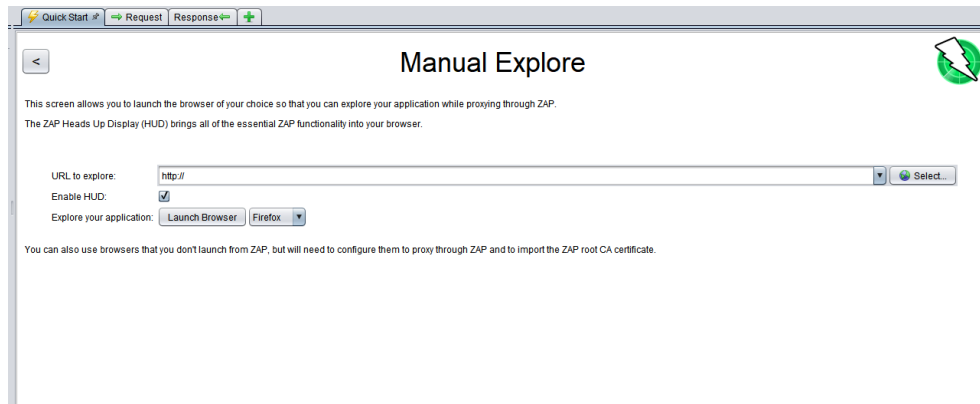 Quick Start Request Response
<
Manual Explore
This screen allows you to launch the browser of your choice so that you can explore your application while proxying through ZAP.
The ZAP Heads Up Display (HUD) brings all of the essential ZAP functionality into your browser.
URL to explore: http:// Select...
Enable HUD:
Explore your application: Launch Browser Firefox
You can also use browsers that you don't launch from ZAP, but will need to configure them to proxy through ZAP and to import the ZAP root CA certificate.